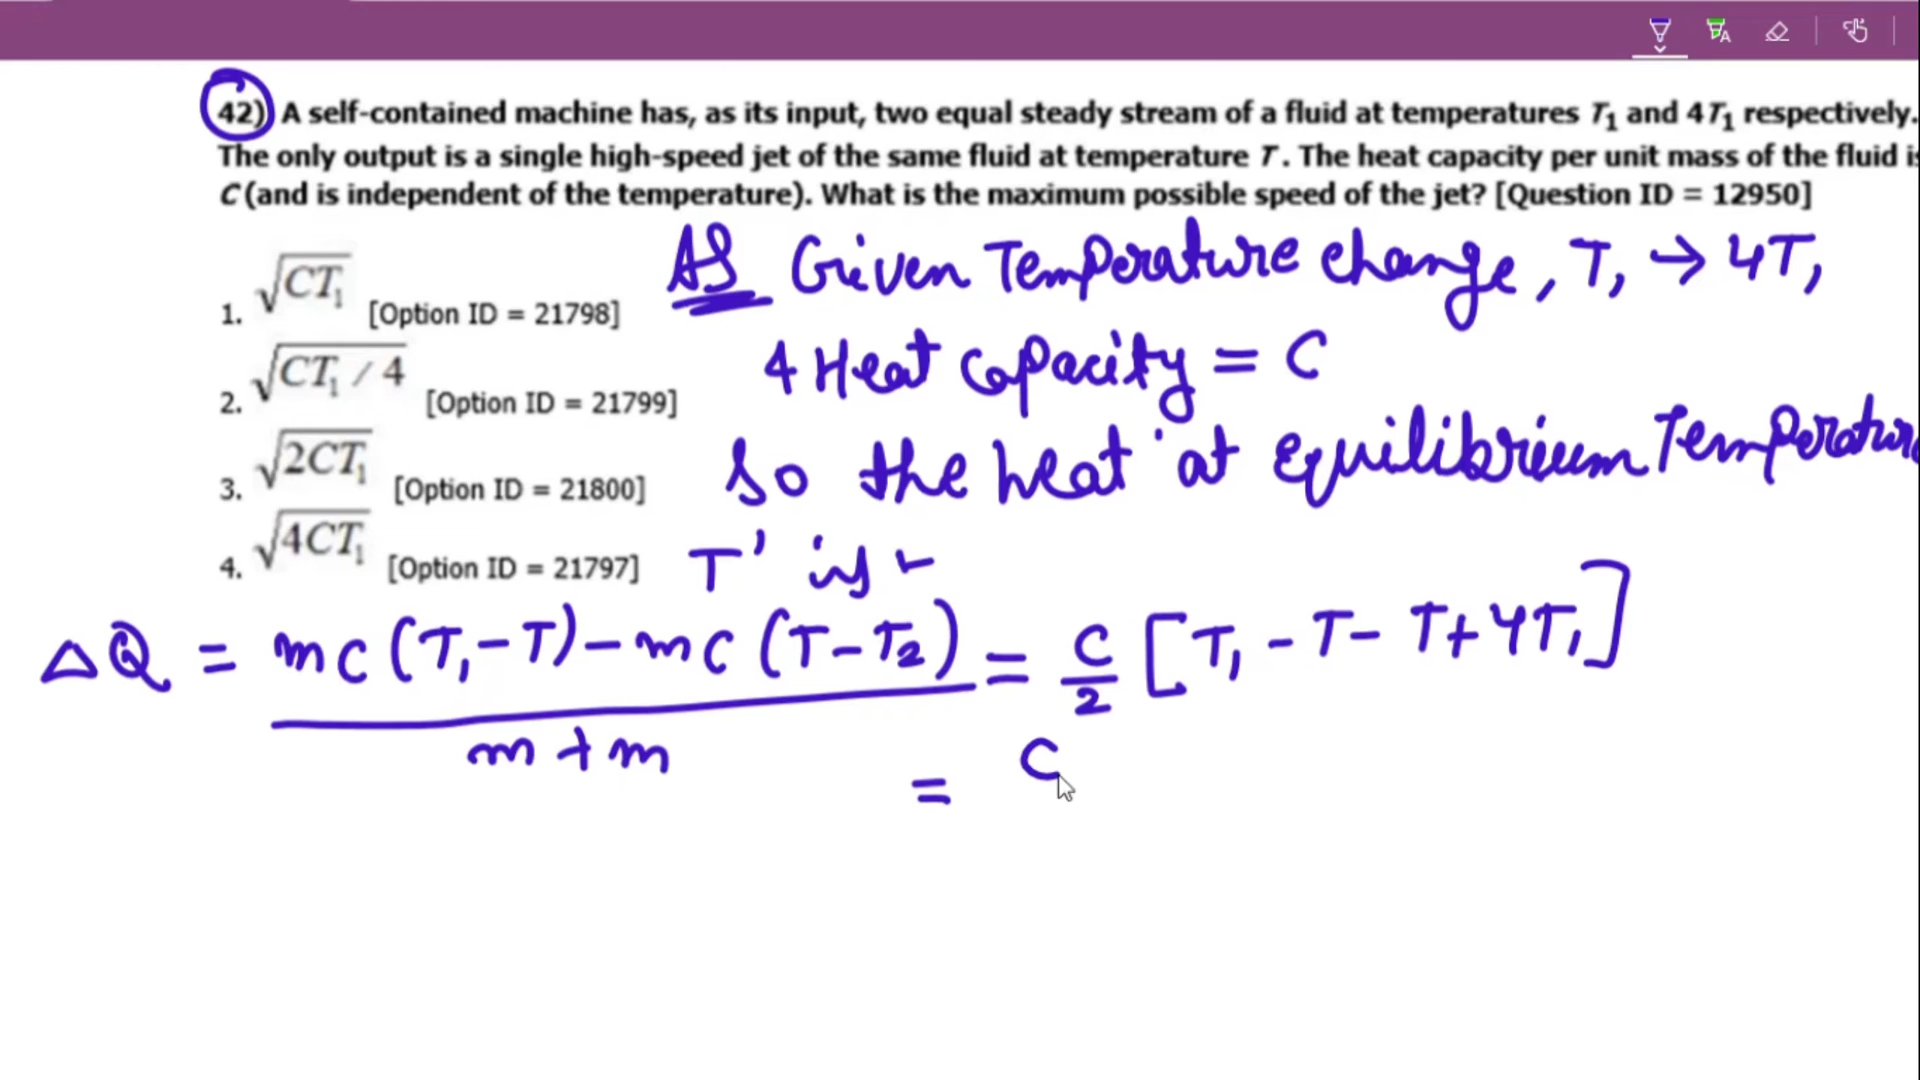 42) A self-contained machine has, as its input, two equal steady stream of a fluid at temperatures T₁ and 4T₁ respectively.
The only output is a single high-speed jet of the same fluid at temperature T. The heat capacity per unit mass of the fluid is
C (and is independent of the temperature). What is the maximum possible speed of the jet? [Question ID = 12950]
1. √CT₁ [Option ID = 21798]
2. √CT₁ / 4 [Option ID = 21799]
3. √2CT₁ [Option ID = 21800]
4. √4CT₁ [Option ID = 21797]
AS Given Temperature change, T₁ → 4T₁
4 Heat Capacity = C
So the heat at equilibrium Temperature
T' is
ΔQ = mc(T₁-T)-mc(T-T₂) / m+m = C/2 [T₁-T-T+4T₁]
= C